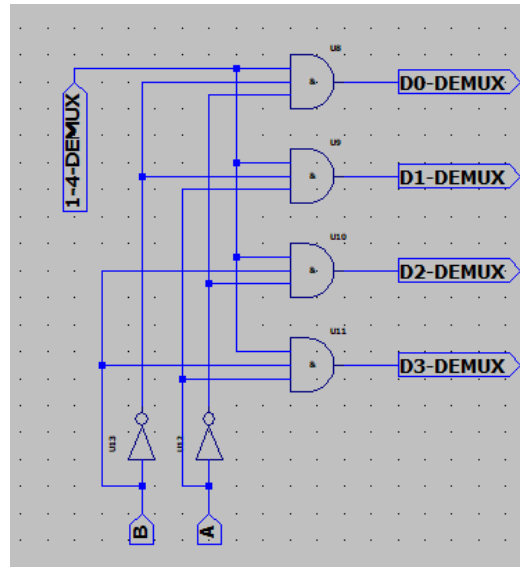 U8
&
D0-DEMUX
1-4-DEMUX
U9
&
D1-DEMUX
U10
&
D2-DEMUX
U11
&
D3-DEMUX
U13
U12
B
A